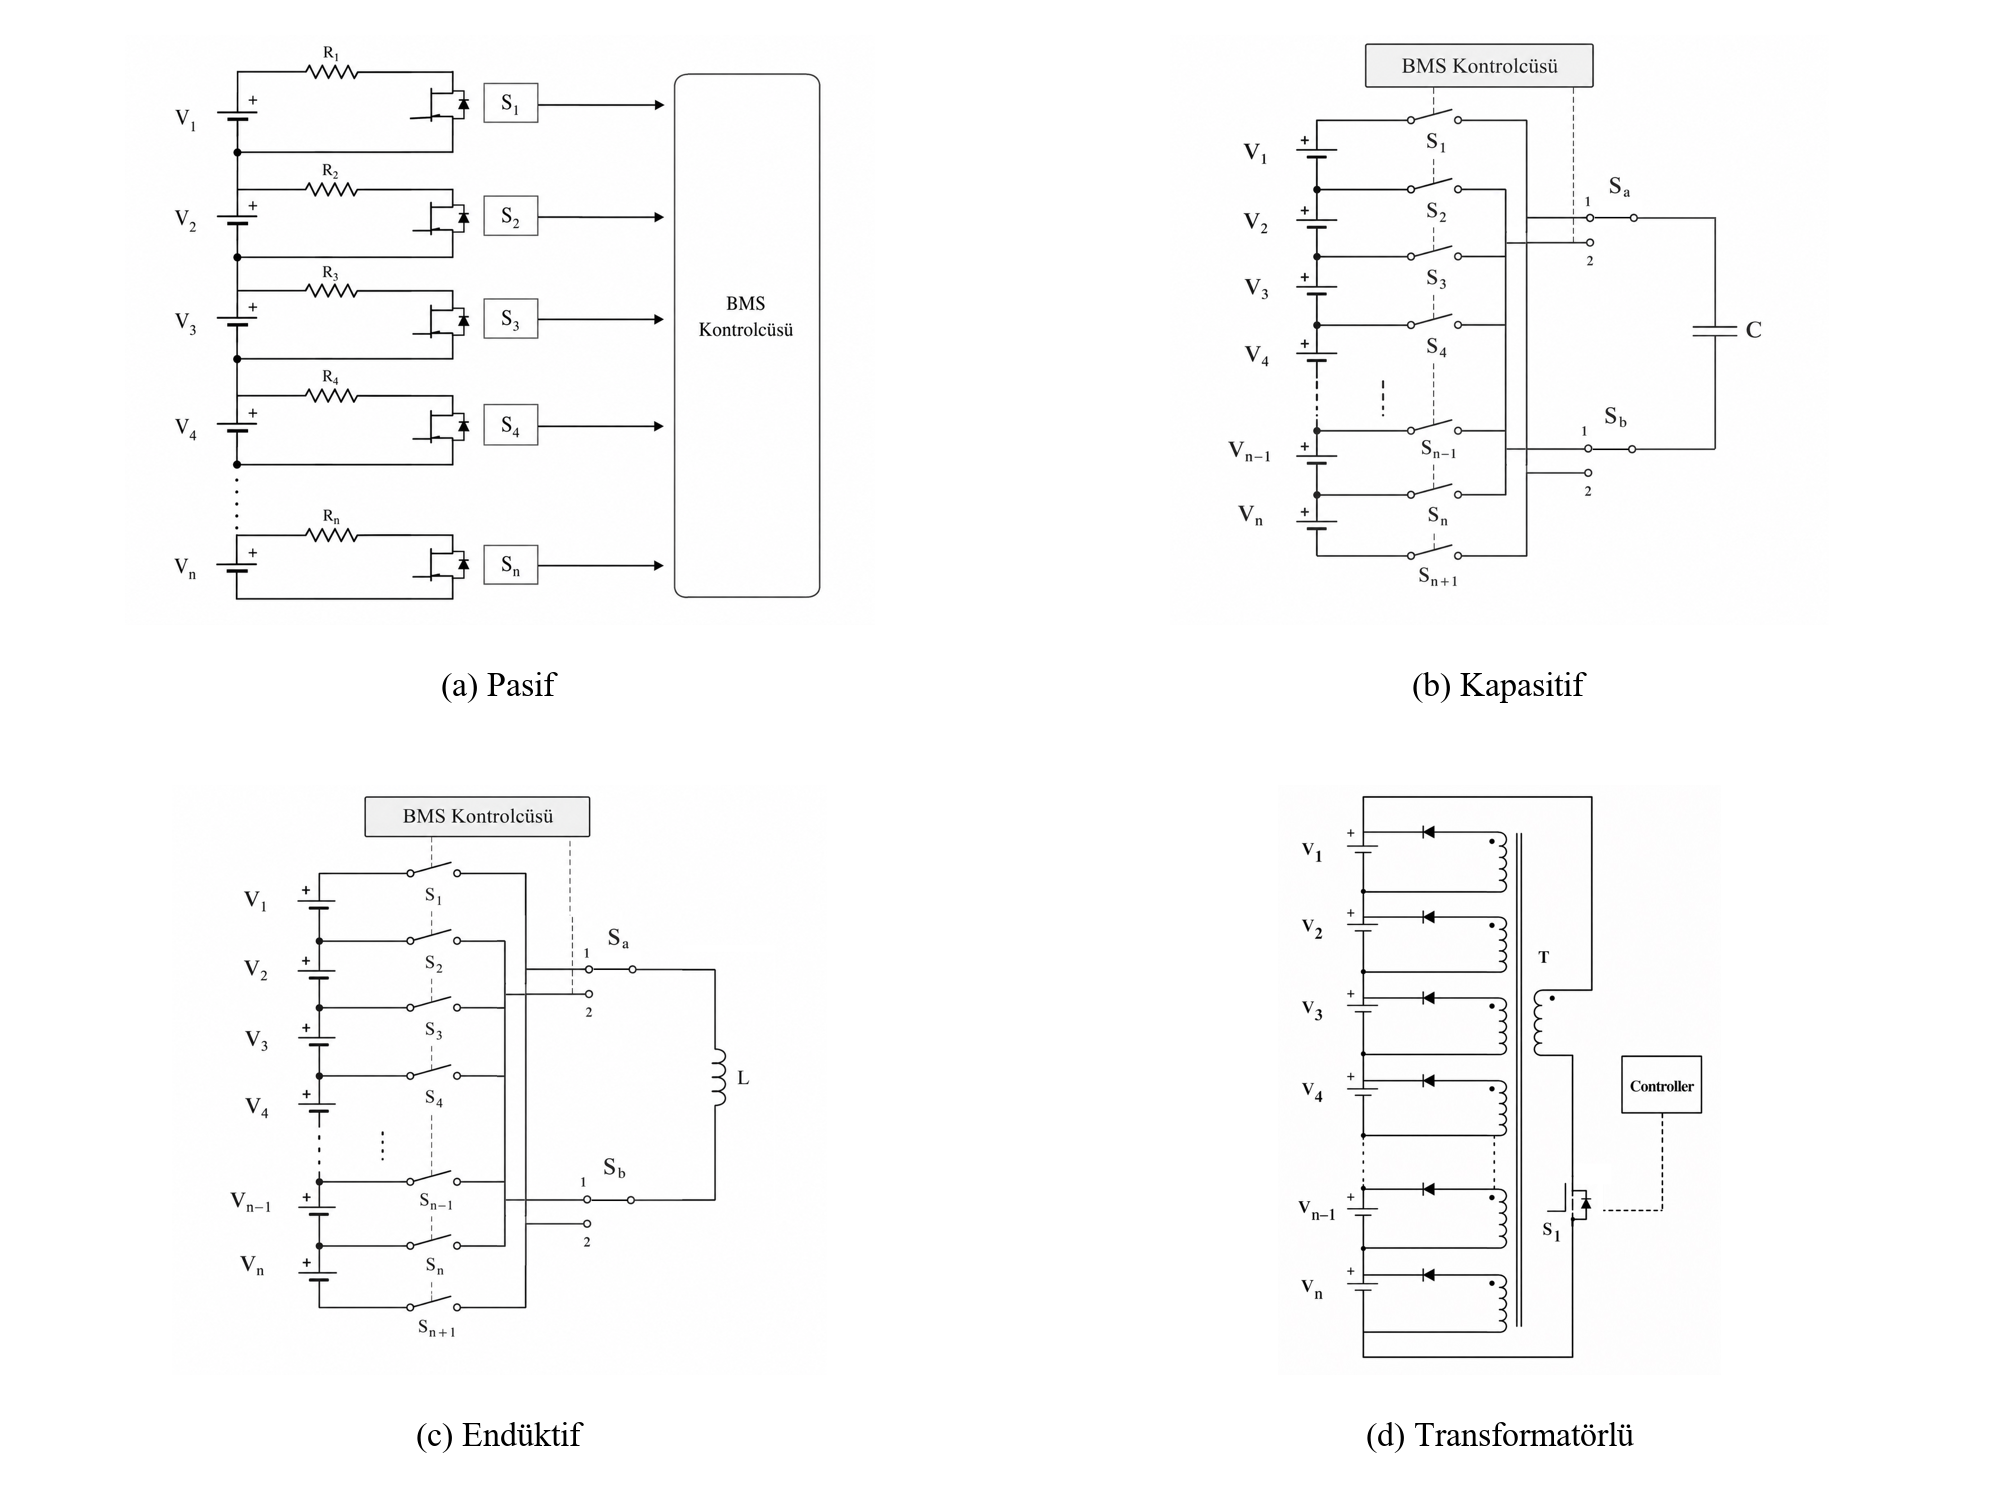 R1
V1
+
S1
R2
V2
+
S2
R3
V3
+
S3
BMS
Kontrolcüsü
R4
V4
+
S4
Rn
Vn
+
Sn
(a) Pasif
BMS Kontrolcüsü
V1
+
S1
V2
+
S2
1
Sa
2
V3
+
S3
V4
+
S4
C
Vn−1
+
Sn−1
1
Sb
2
Vn
+
Sn
Sn+1
(b) Kapasitif
BMS Kontrolcüsü
V1
+
S1
V2
+
S2
1
Sa
2
V3
+
S3
V4
+
S4
L
Vn−1
+
Sn−1
1
Sb
2
Vn
+
Sn
Sn+1
(c) Endüktif
V1
+
V2
+
T
V3
+
V4
+
Controller
Vn−1
+
S1
Vn
+
(d) Transformatörlü